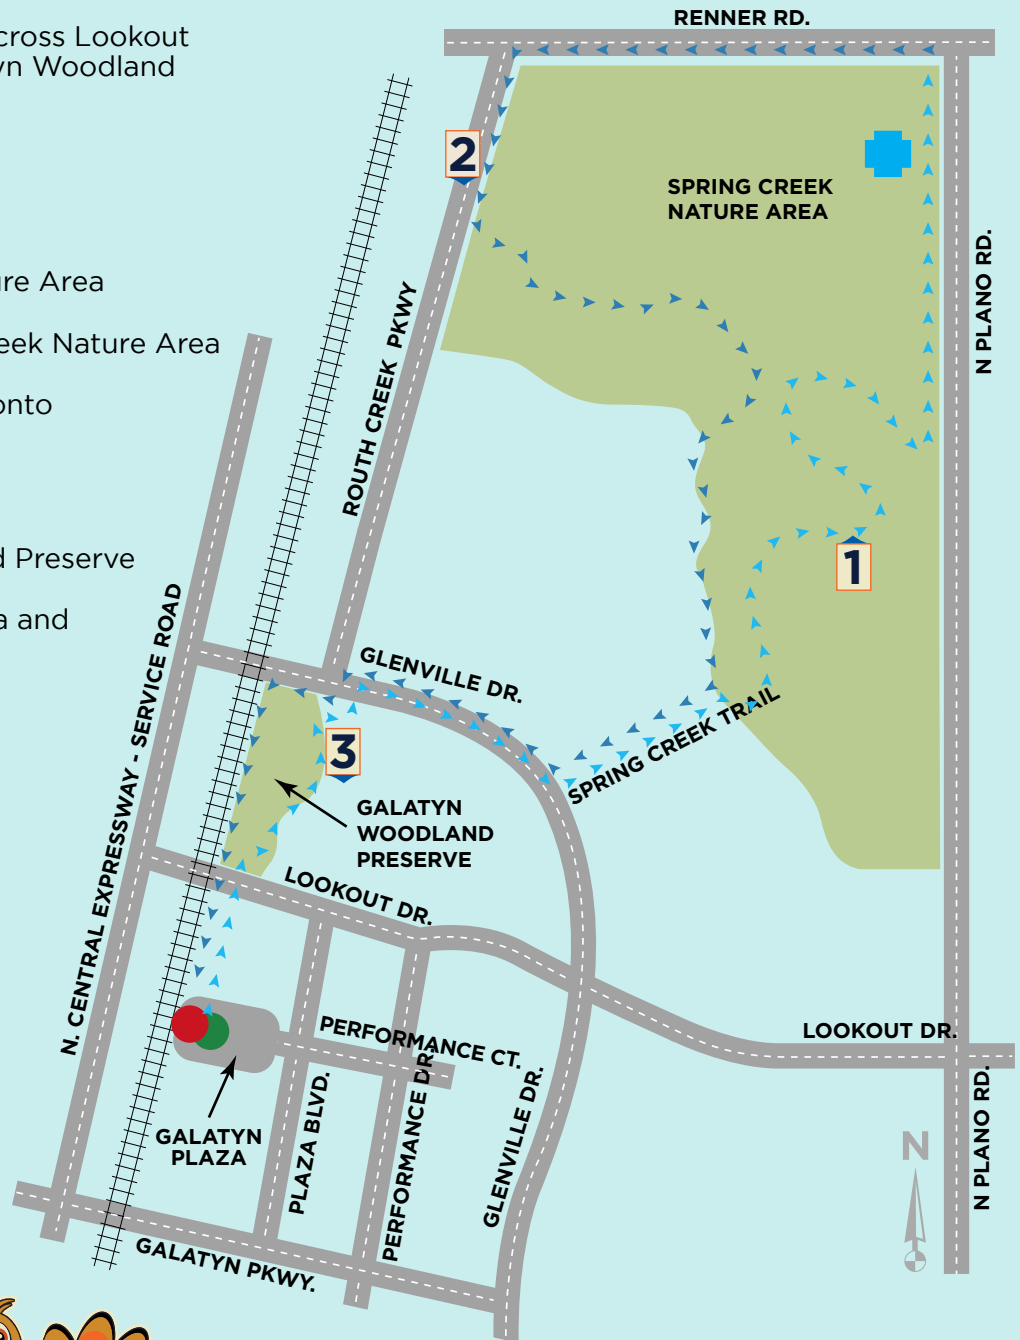 cross Lookout
yn Woodland
ure Area
eek Nature Area
onto
d Preserve
a and
RENNER RD.
2
SPRING CREEK
NATURE AREA
N PLANO RD.
ROUTH CREEK PKWY
1
N. CENTRAL EXPRESSWAY - SERVICE ROAD
GLENVILLE DR.
SPRING CREEK TRAIL
3
GALATYN
WOODLAND
PRESERVE
LOOKOUT DR.
LOOKOUT DR.
PERFORMANCE CT.
GALATYN
PLAZA
PLAZA BLVD.
PERFORMANCE DR.
GLENVILLE DR.
N PLANO RD.
N
GALATYN PKWY.